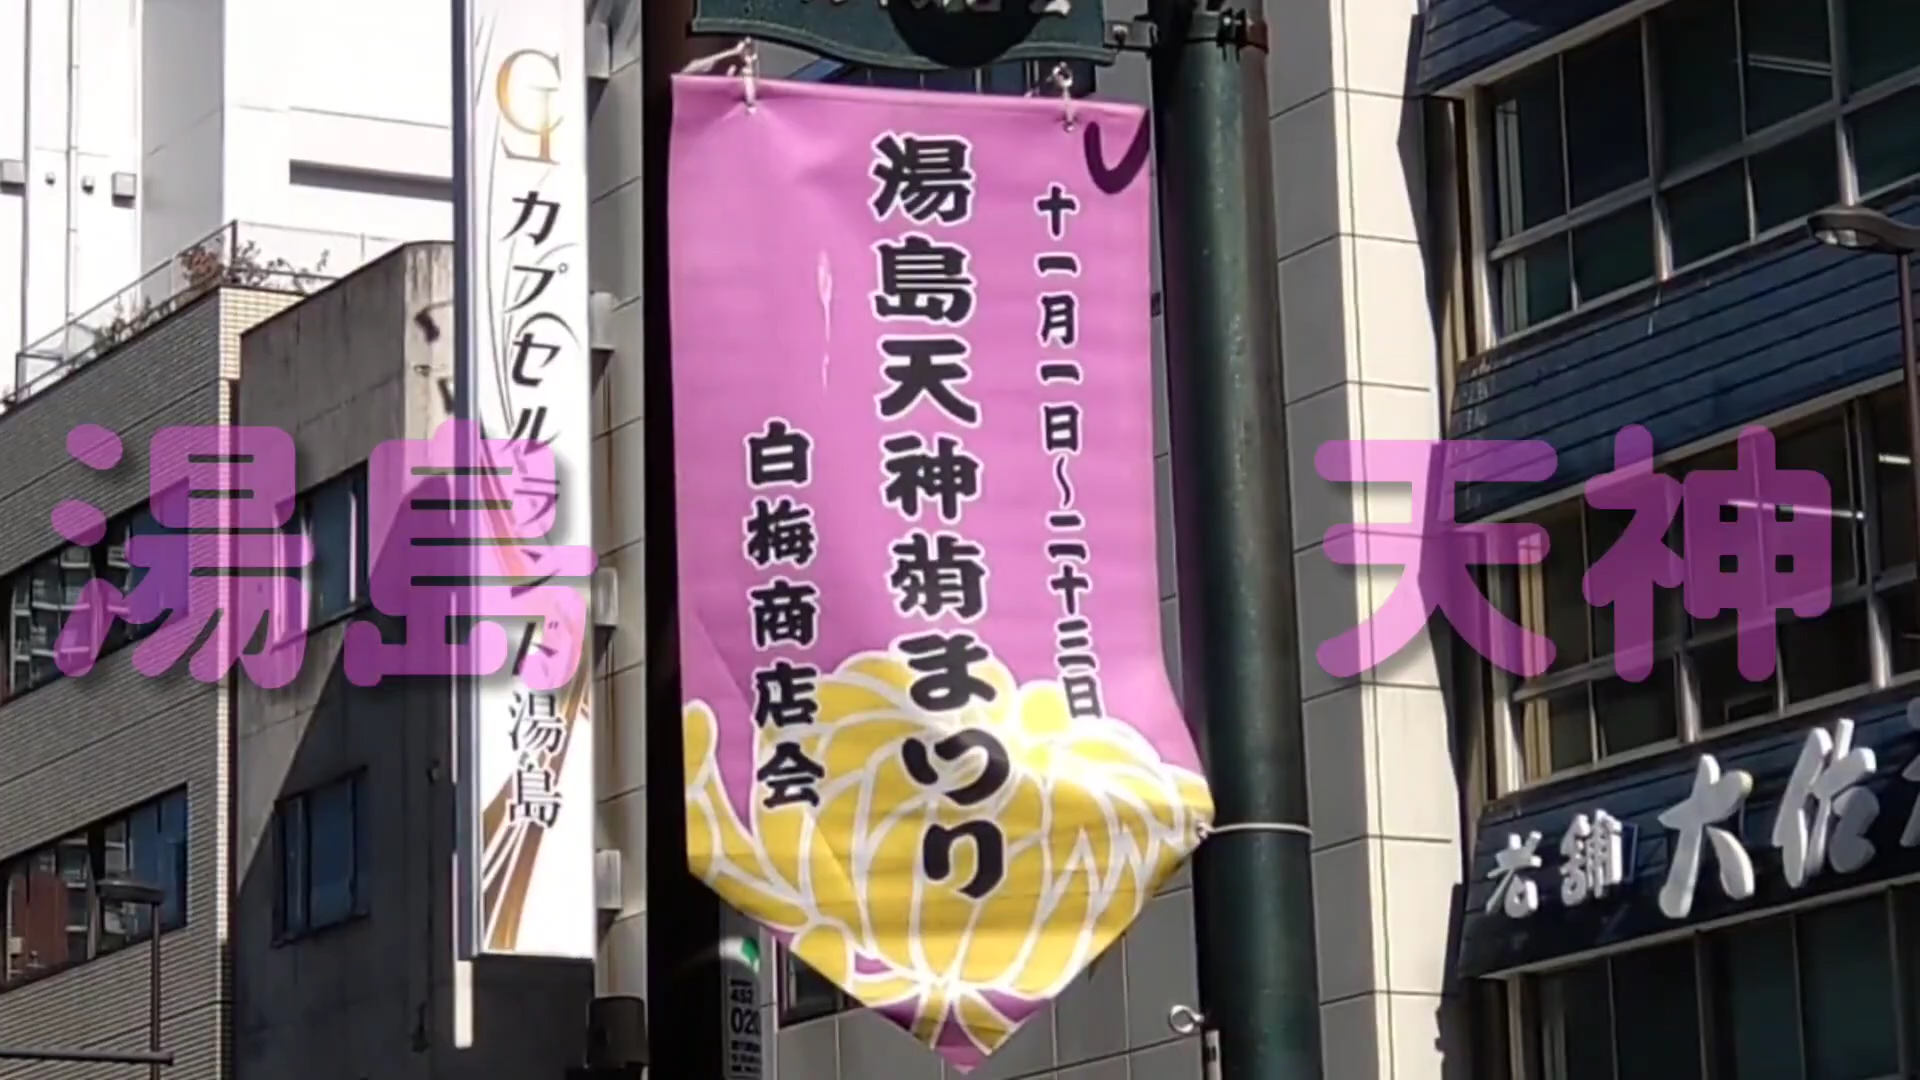 湯島
天神
十一月一日〜二十三日
湯島天神菊まつり
白梅商店会
カプセルランド湯島
老舗 大佐
452
020